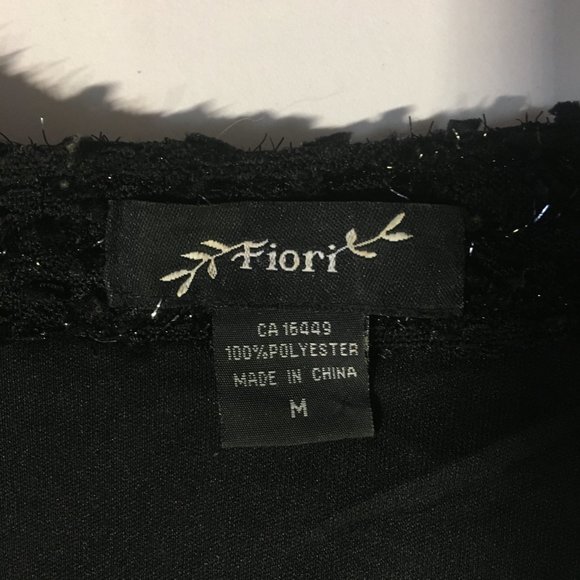 Fiori
CA 16449
100%POLYESTER
MADE IN CHINA
M